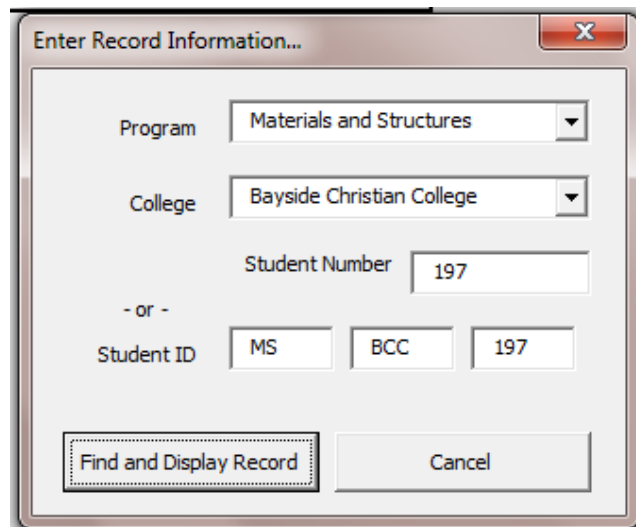 Enter Record Information...
Program Materials and Structures
College Bayside Christian College
Student Number 197
- or -
Student ID MS BCC 197
Find and Display Record Cancel